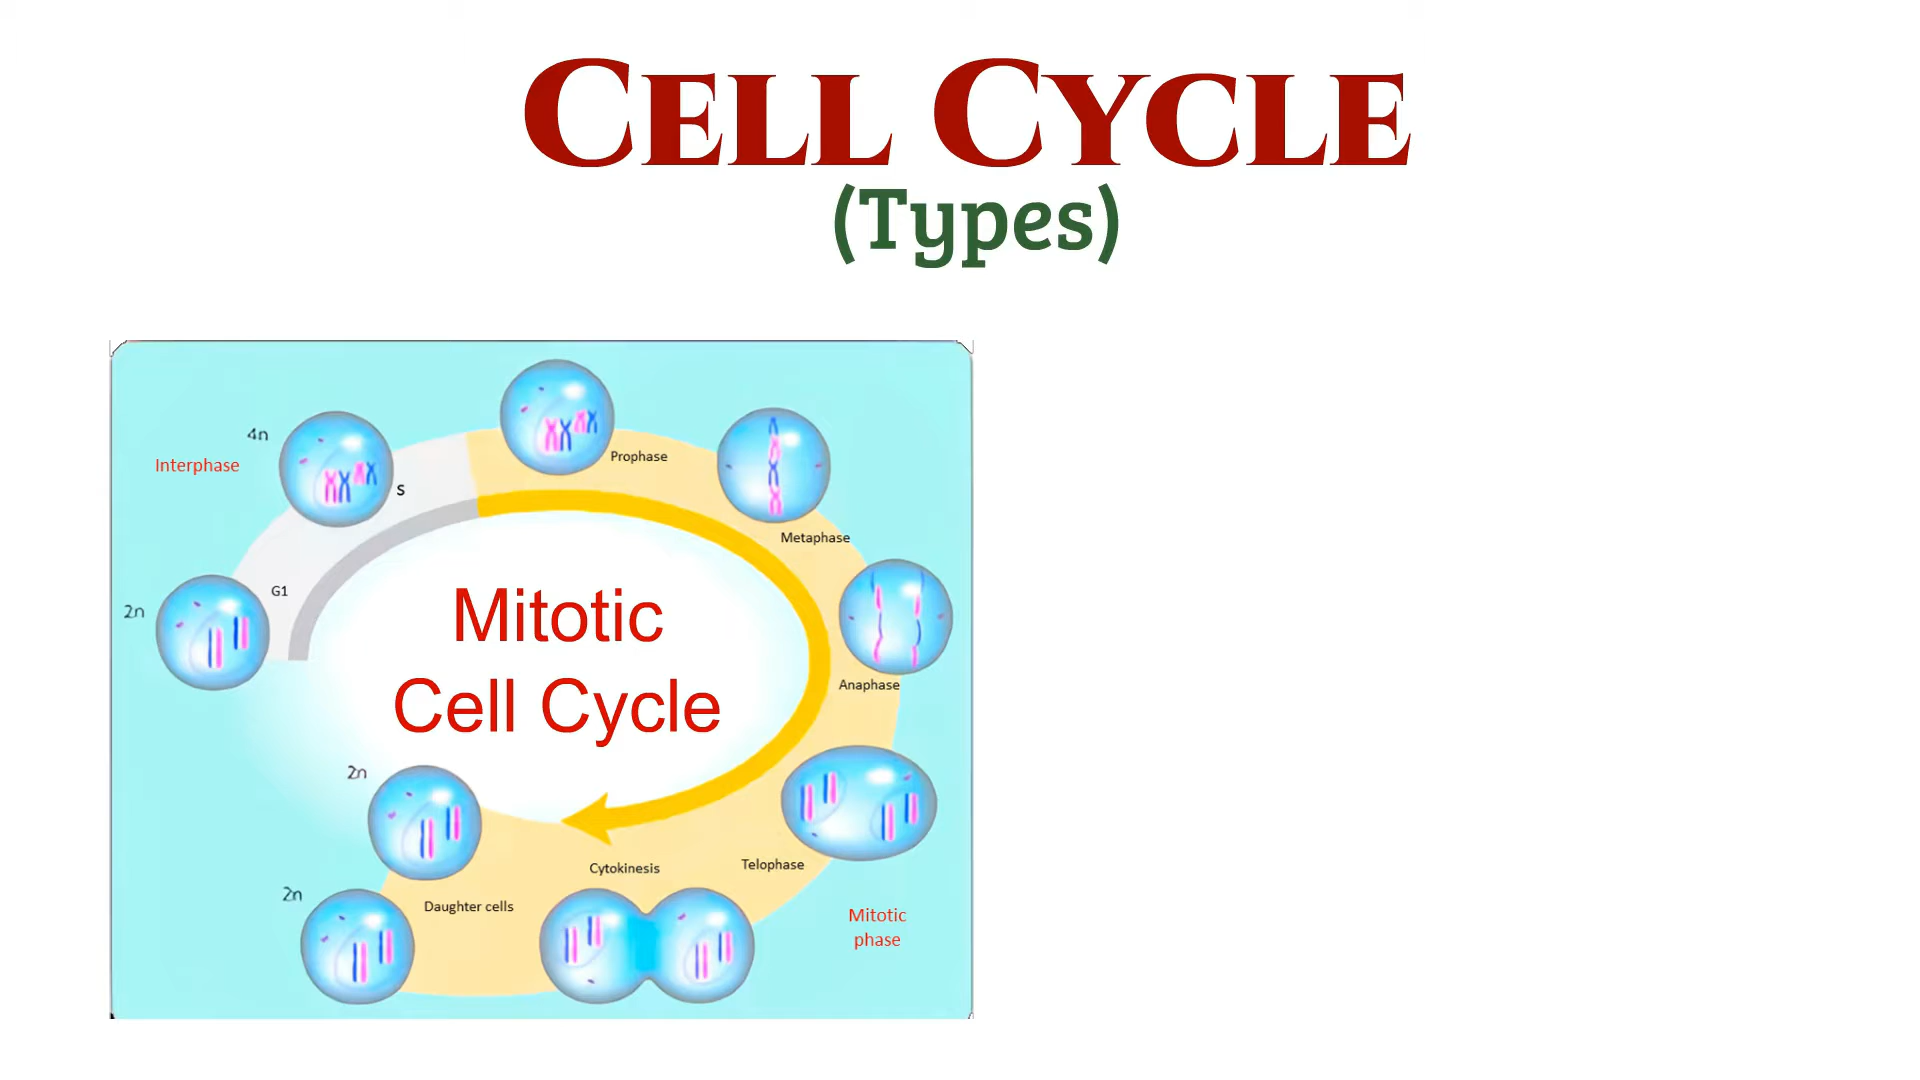 CELL CYCLE
(Types)
4n
Interphase
S
Prophase
Metaphase
G1
2n
Mitotic
Cell Cycle
Anaphase
2n
Cytokinesis
Telophase
2n
Daughter cells
Mitotic
phase